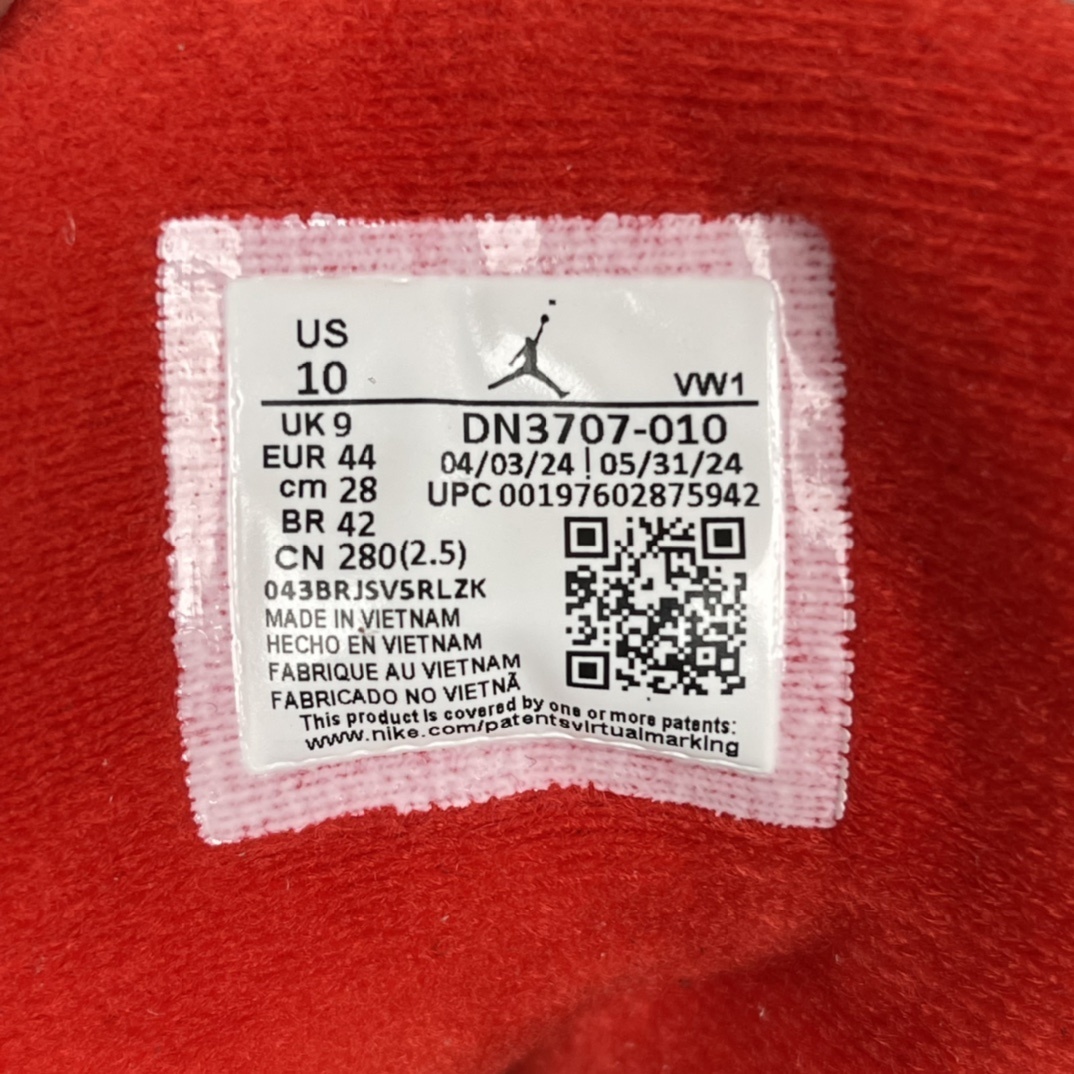 US
10
VW1
UK 9
DN3707-010
EUR 44
04/03/24 | 05/31/24
cm 28
UPC 00197602875942
BR 42
CN 280(2.5)
043BRJSV5RLZK
MADE IN VIETNAM
HECHO EN VIETNAM
FABRIQUE AU VIETNAM
FABRICADO NO VIETNÃ
This product is covered by one or more patents:
www.nike.com/patentsvirtualmarking